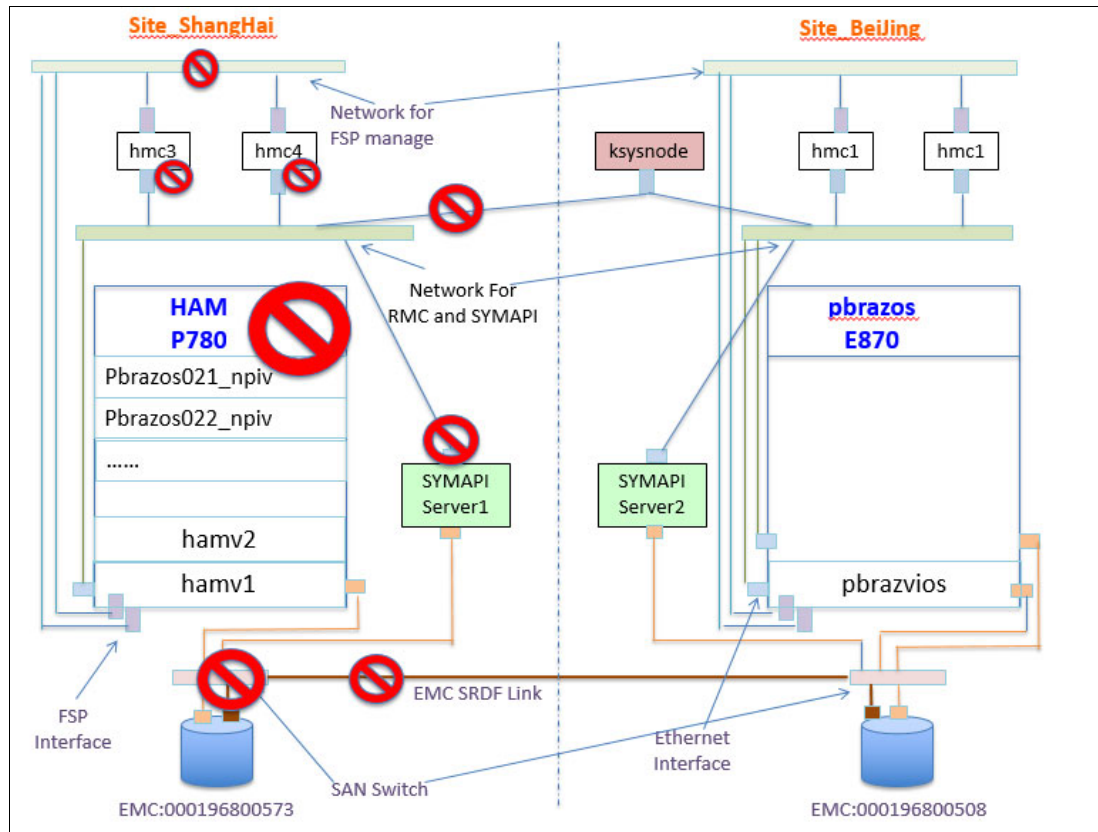 Site_ShangHai
Site_BeiJing
Network for
FSP manage
hmc3
hmc4
ksysnode
hmc1
hmc1
Network For
RMC and SYMAPI
HAM
P780
Pbrazos021_npiv
Pbrazos022_npiv
......
hamv2
hamv1
SYMAPI
Server1
SYMAPI
Server2
pbrazos
E870
pbrazvios
EMC SRDF Link
FSP
Interface
Ethernet
Interface
SAN Switch
EMC:000196800573
EMC:000196800508